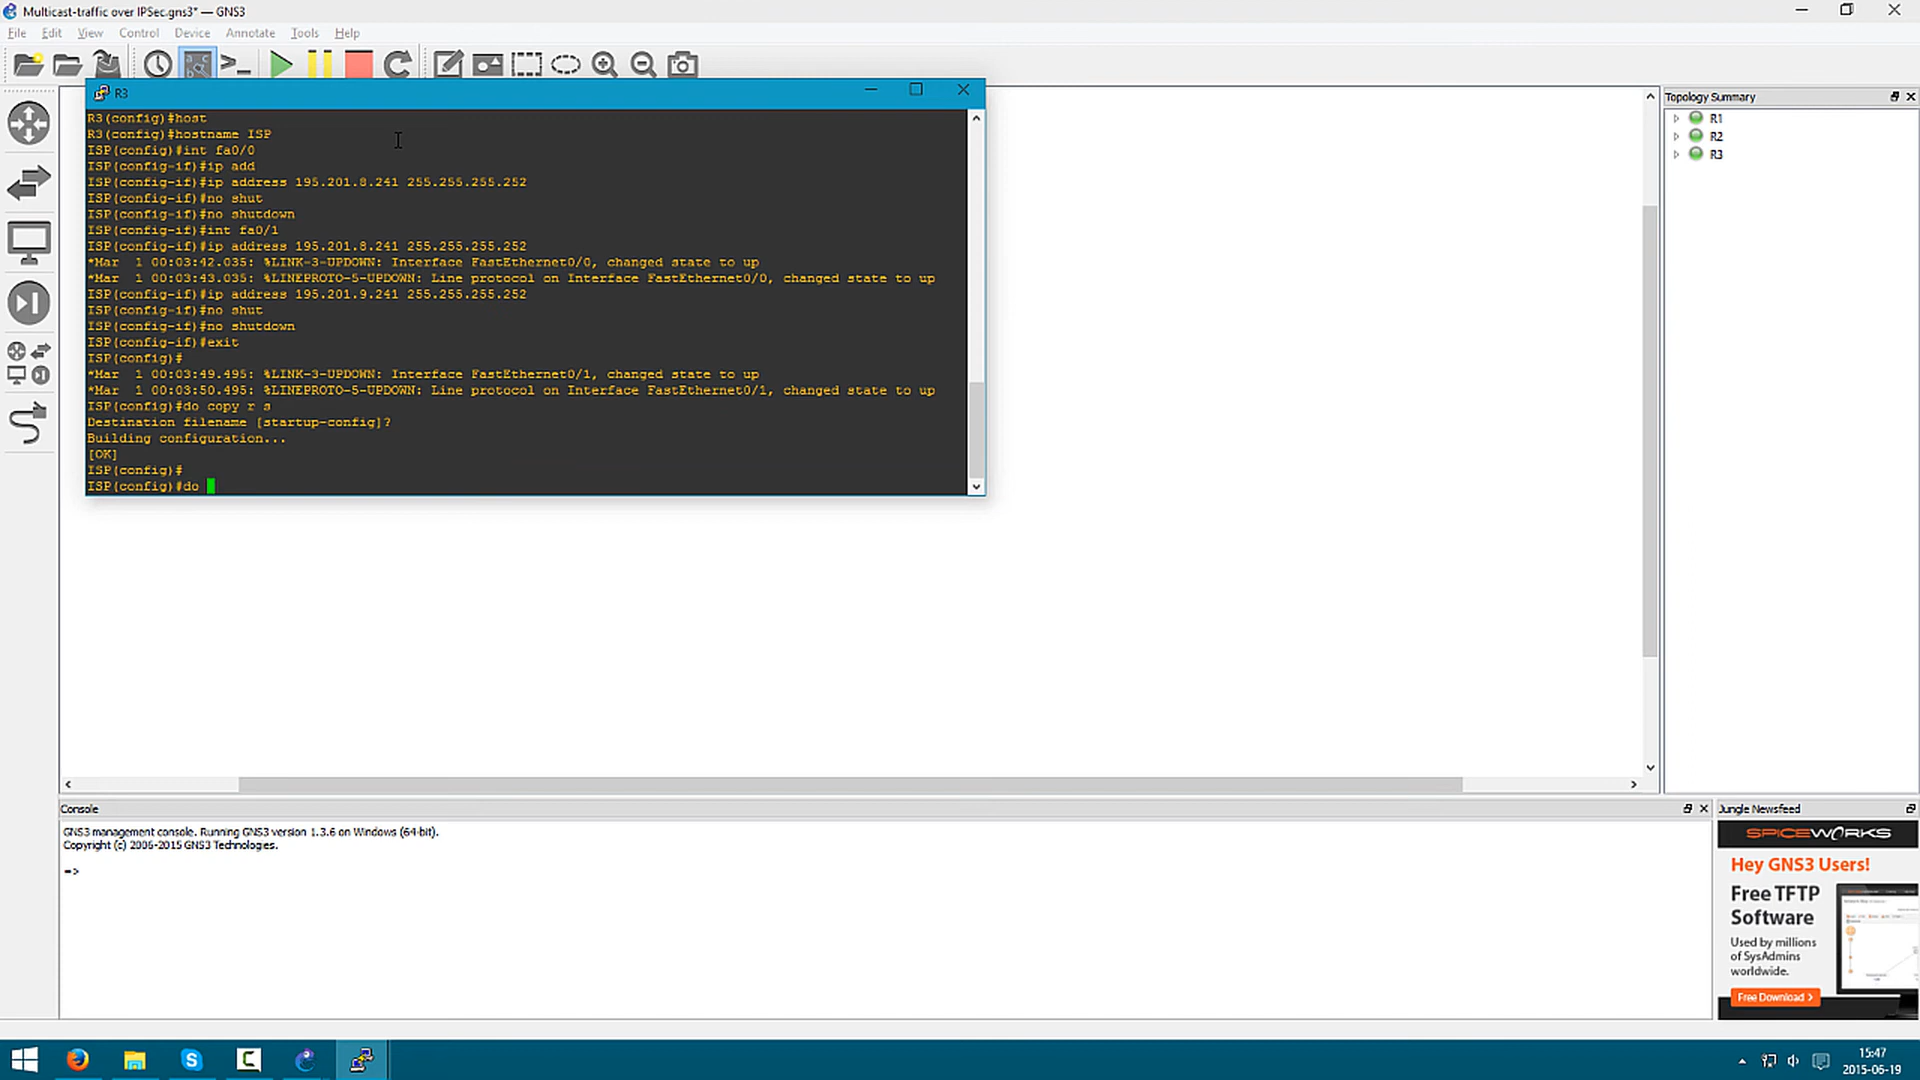 Multicast-traffic over IPSec.gns3* — GNS3
File Edit View Control Device Annotate Tools Help
R3
R3(config)#host
R3(config)#hostname ISP
ISP(config)#int fa0/0
ISP(config-if)#ip add
ISP(config-if)#ip address 195.201.8.241 255.255.255.252
ISP(config-if)#no shut
ISP(config-if)#no shutdown
ISP(config-if)#int fa0/1
ISP(config-if)#ip address 195.201.8.241 255.255.255.252
*Mar  1 00:03:42.035: %LINK-3-UPDOWN: Interface FastEthernet0/0, changed state to up
*Mar  1 00:03:43.035: %LINEPROTO-5-UPDOWN: Line protocol on Interface FastEthernet0/0, changed state to up
ISP(config-if)#ip address 195.201.9.241 255.255.255.252
ISP(config-if)#no shut
ISP(config-if)#no shutdown
ISP(config-if)#exit
ISP(config)#
*Mar  1 00:03:49.495: %LINK-3-UPDOWN: Interface FastEthernet0/1, changed state to up
*Mar  1 00:03:50.495: %LINEPROTO-5-UPDOWN: Line protocol on Interface FastEthernet0/1, changed state to up
ISP(config)#do copy r s
Destination filename [startup-config]?
Building configuration...
[OK]
ISP(config)#
ISP(config)#do
Topology Summary
R1
R2
R3
Console
GNS3 management console. Running GNS3 version 1.3.6 on Windows (64-bit).
Copyright (c) 2006-2015 GNS3 Technologies.
=>
Jungle Newsfeed
SPICEWORKS
Hey GNS3 Users!
Free TFTP
Software
Used by millions
of SysAdmins
worldwide.
Free Download >
15:47
2015-06-19